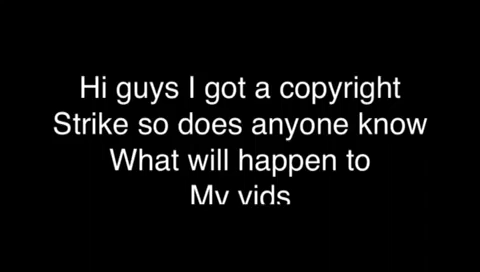 Hi guys I got a copyright
Strike so does anyone know
What will happen to
My vids